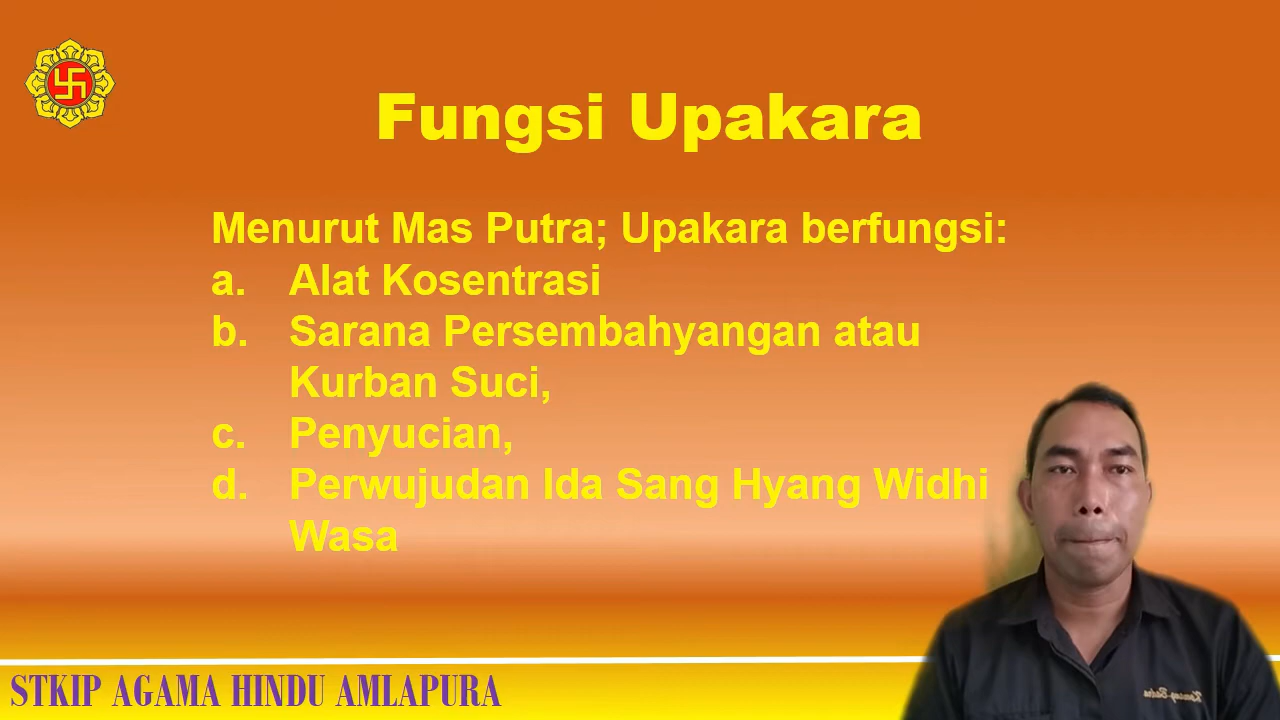 Fungsi Upakara
Menurut Mas Putra; Upakara berfungsi:
a. Alat Kosentrasi
b. Sarana Persembahyangan atau
Kurban Suci,
c. Penyucian,
d. Perwujudan Ida Sang Hyang Widhi
Wasa
STKIP AGAMA HINDU AMLAPURA